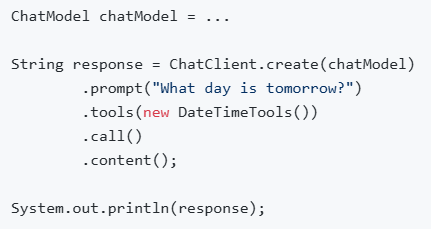 ChatModel chatModel = ...
String response = ChatClient.create(chatModel)
        .prompt("What day is tomorrow?")
        .tools(new DateTimeTools())
        .call()
        .content();
System.out.println(response);